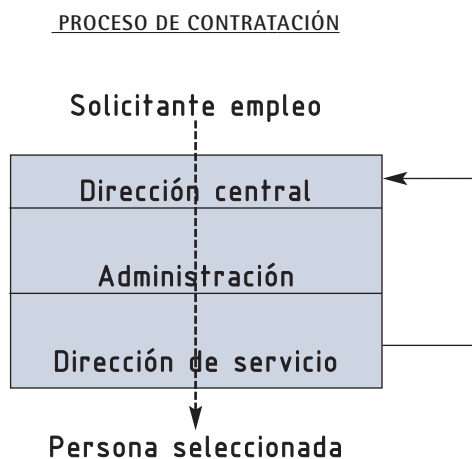 PROCESO DE CONTRATACIÓN
Solicitante empleo
Dirección central
Administración
Dirección de servicio
Persona seleccionada